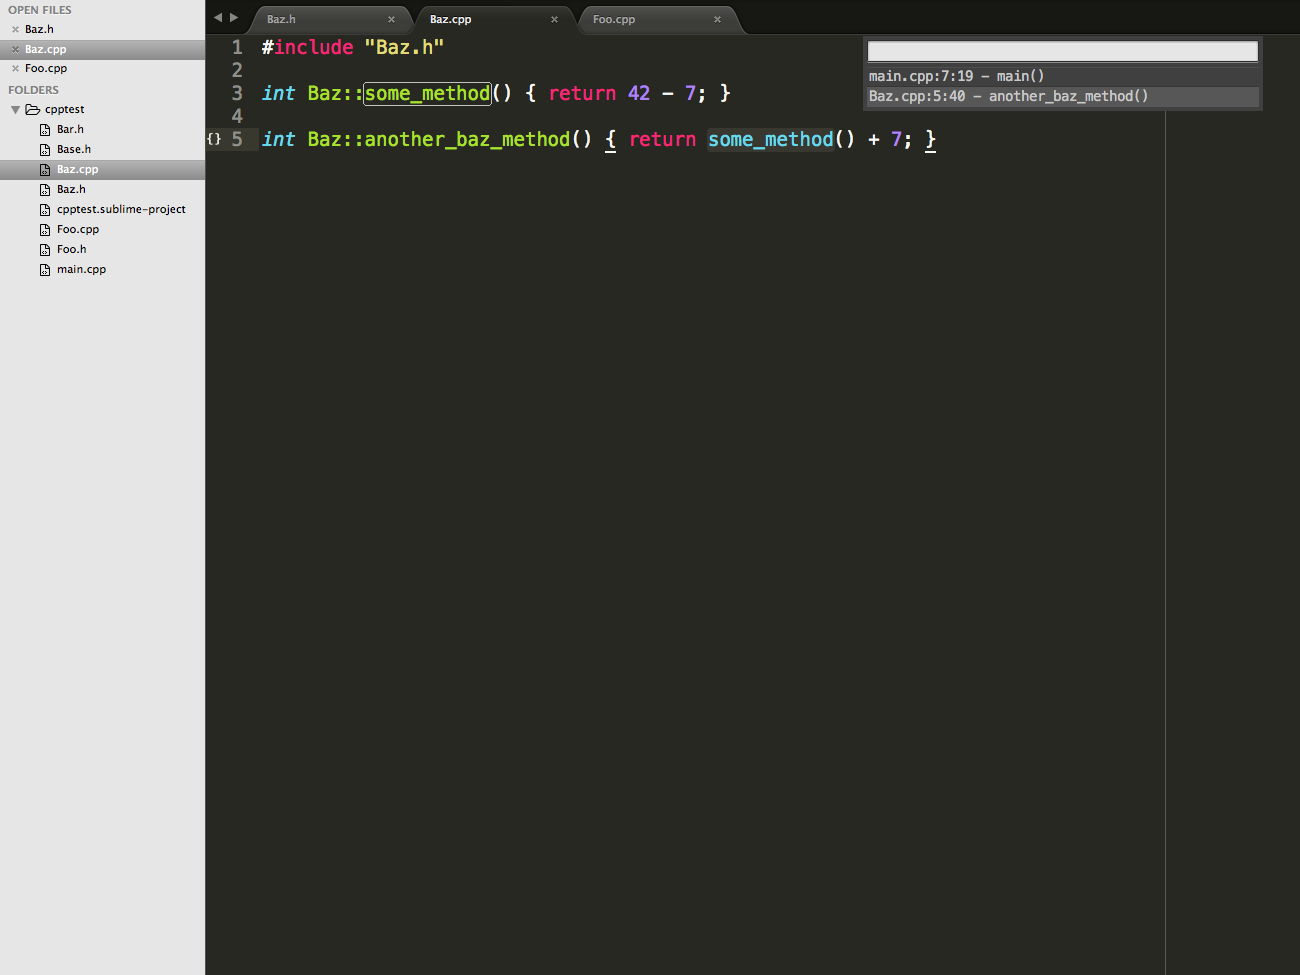 OPEN FILES
Baz.h
Baz.cpp
Foo.cpp
FOLDERS
cpptest
Bar.h
Base.h
Baz.cpp
Baz.h
cpptest.sublime-project
Foo.cpp
Foo.h
main.cpp
Baz.h
Baz.cpp
Foo.cpp
1 #include "Baz.h"
2
3 int Baz::some_method() { return 42 - 7; }
4
{} 5 int Baz::another_baz_method() { return some_method() + 7; }
main.cpp:7:19 - main()
Baz.cpp:5:40 - another_baz_method()